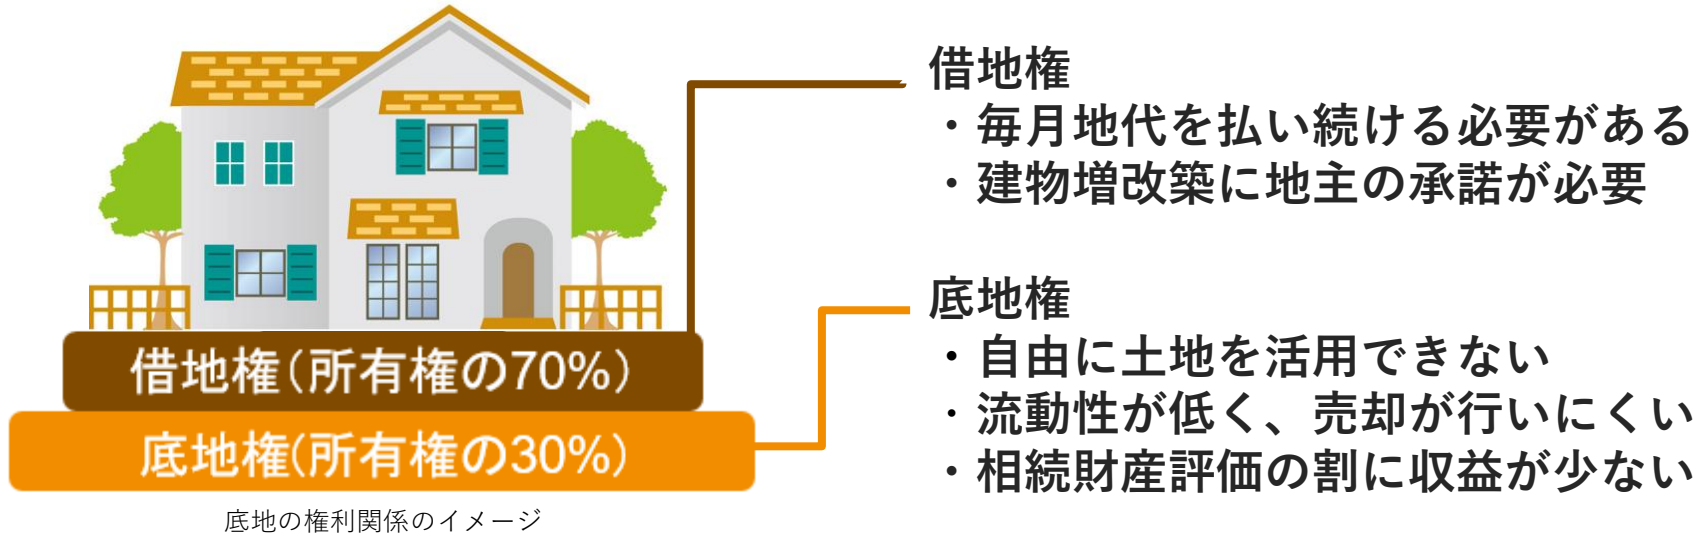 借地権
・毎月地代を払い続ける必要がある
・建物増改築に地主の承諾が必要
底地権
・自由に土地を活用できない
・流動性が低く、売却が行いにくい
・相続財産評価の割に収益が少ない
借地権(所有権の70%)
底地権(所有権の30%)
底地の権利関係のイメージ